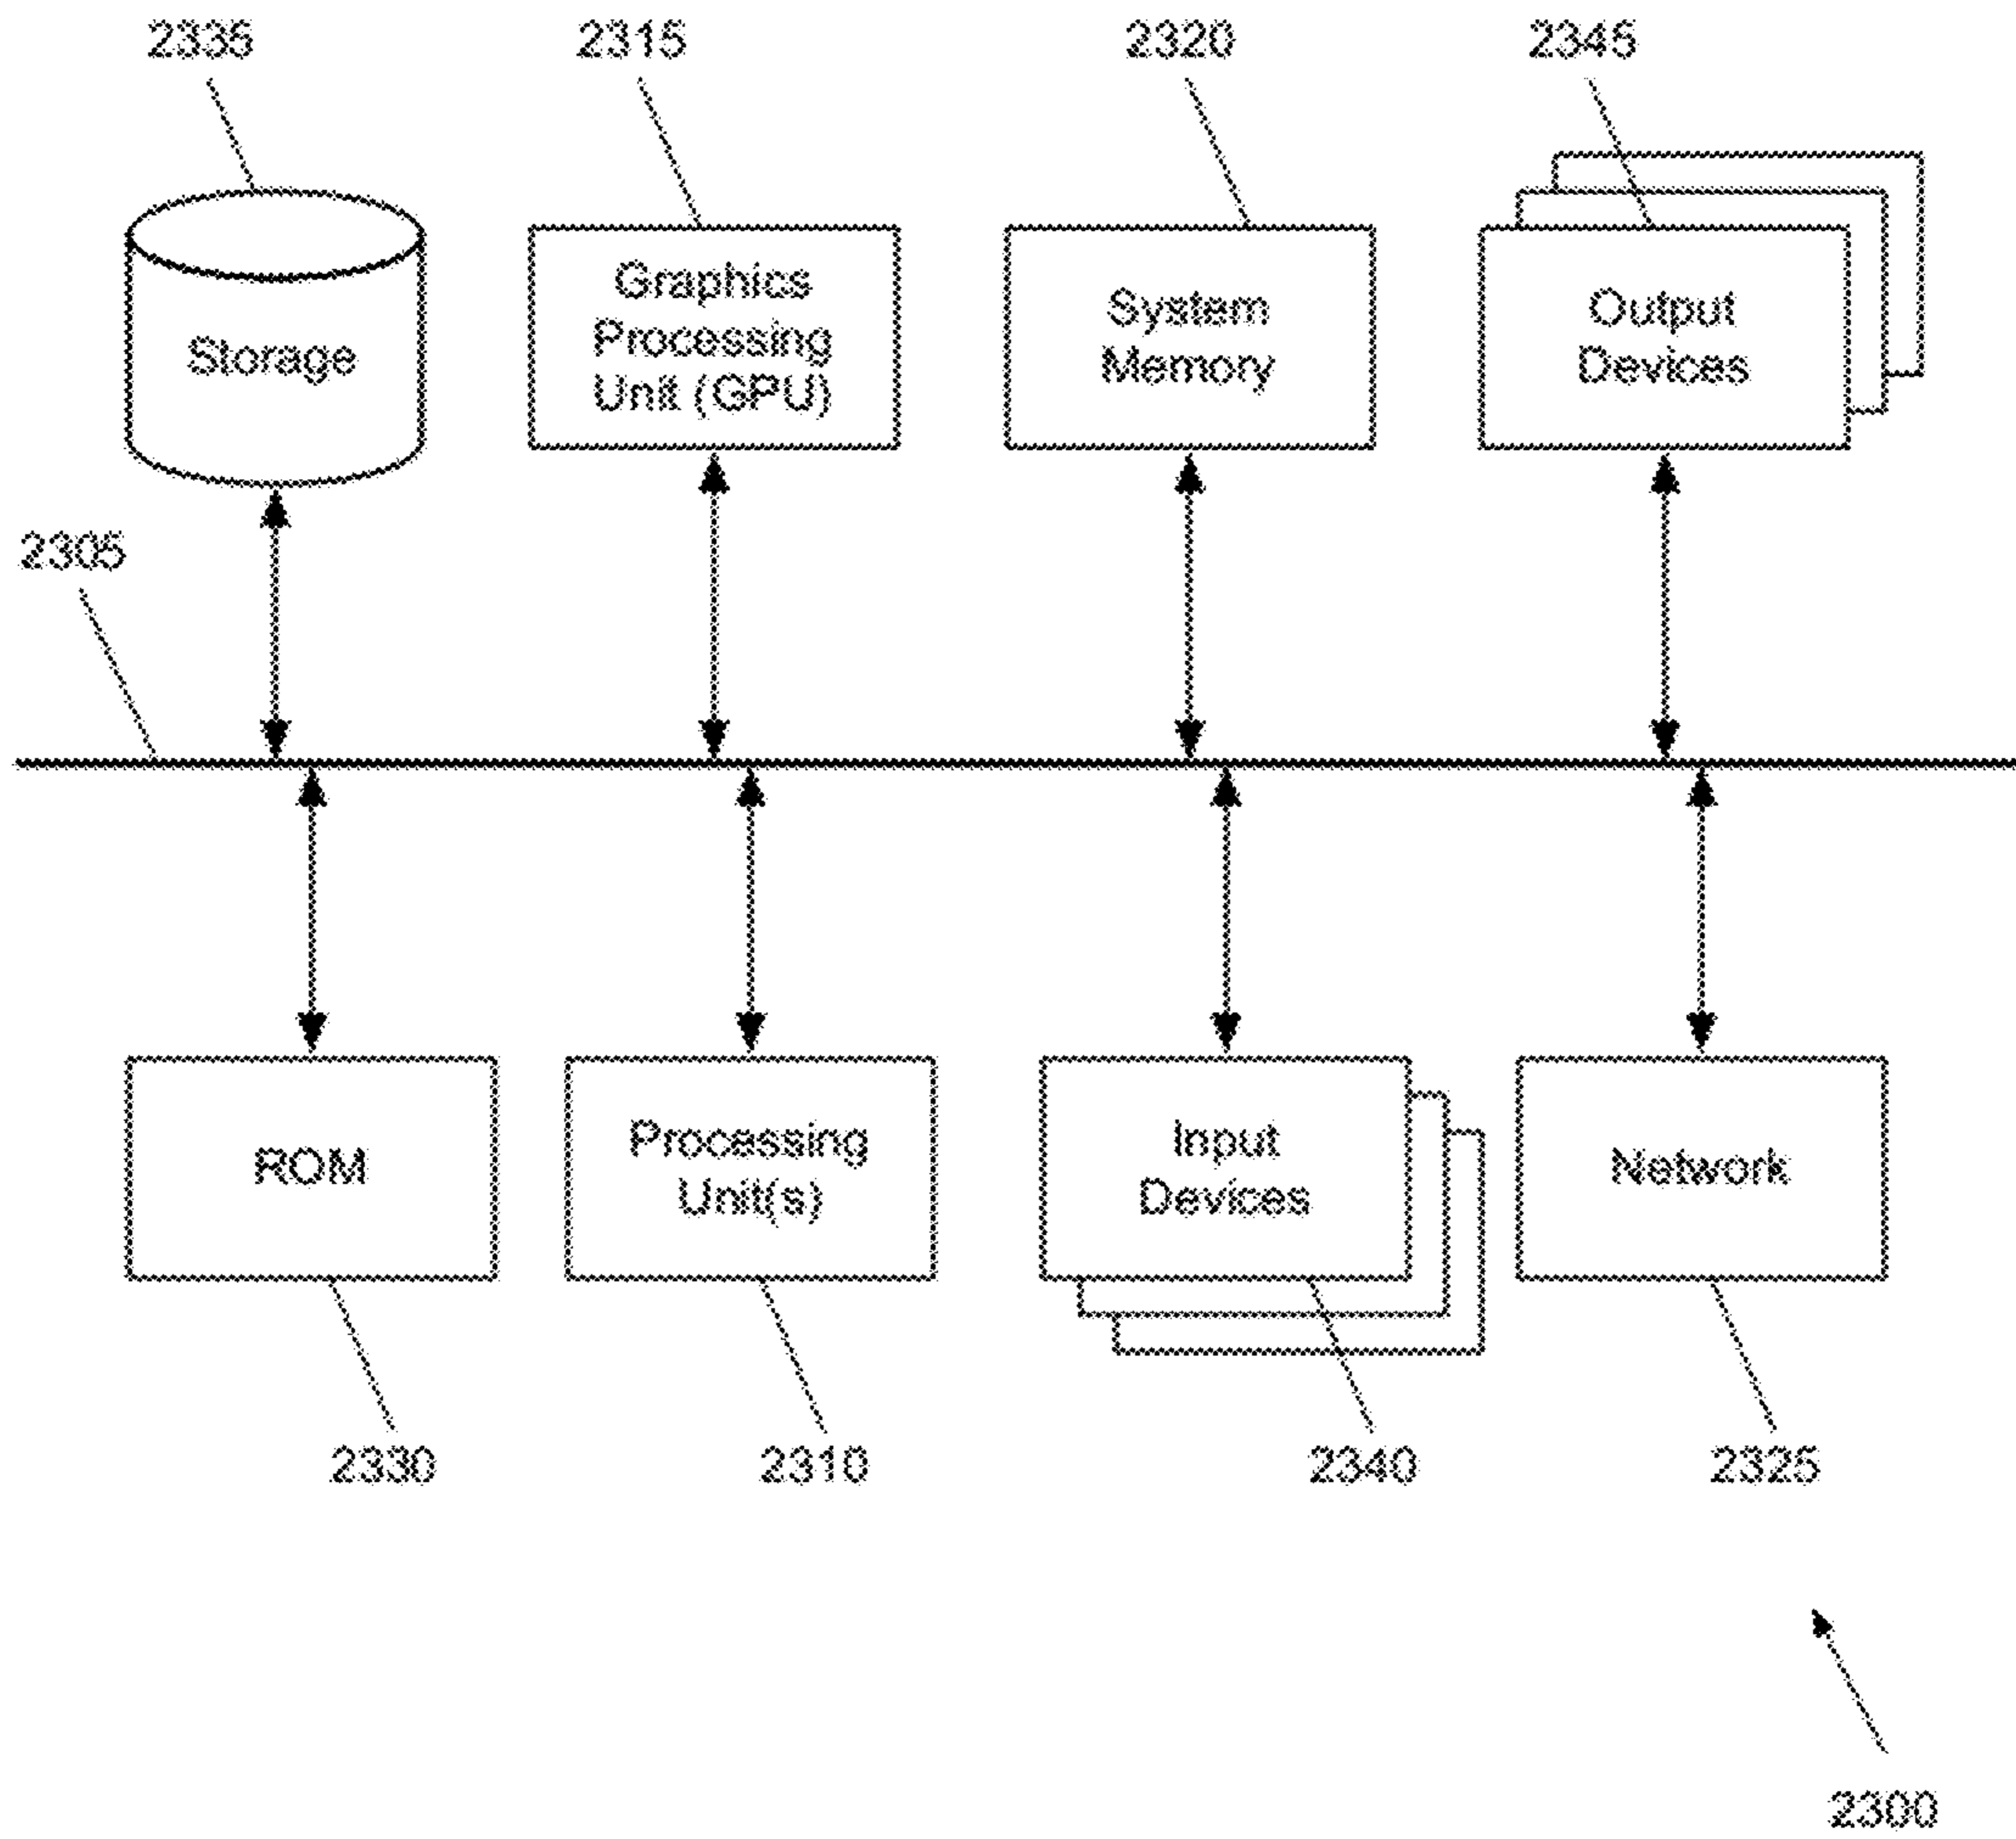 2335
2315
2320
2345
Storage
Graphics
Processing
Unit (GPU)
System
Memory
Output
Devices
2305
ROM
Processing
Unit(s)
Input
Devices
Network
2330
2310
2340
2325
2300